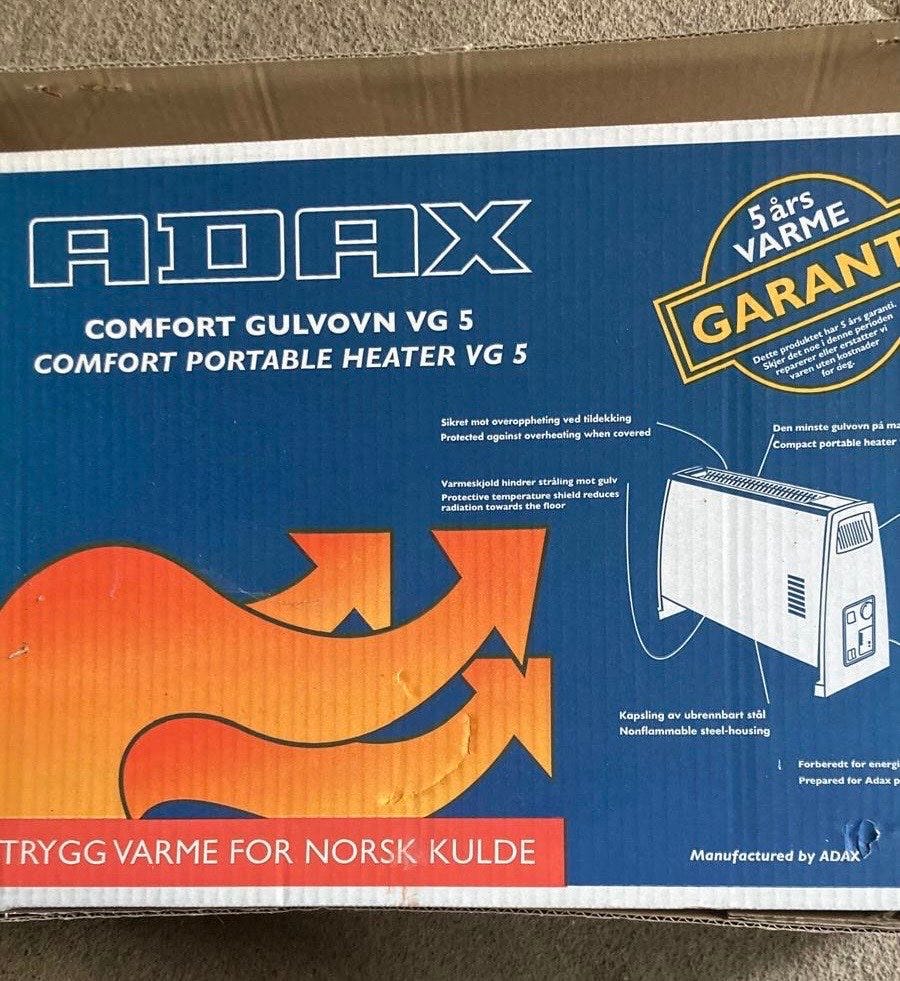 ADAX
COMFORT GULVOVN VG 5
COMFORT PORTABLE HEATER VG 5
5 års
VARME
GARANT
Dette produktet har 5 års garanti.
Skjer det noe i denne perioden
reparerer eller erstatter vi
varen uten kostnader
for deg.
Sikret mot overoppheting ved tildekking
Protected against overheating when covered
Den minste gulvovn på ma
Compact portable heater
Varmeskjold hindrer stråling mot gulv
Protective temperature shield reduces
radiation towards the floor
Kapsling av ubrennbart stål
Nonflammable steel-housing
Forberedt for energi
Prepared for Adax p
TRYGG VARME FOR NORSK KULDE
Manufactured by ADAX